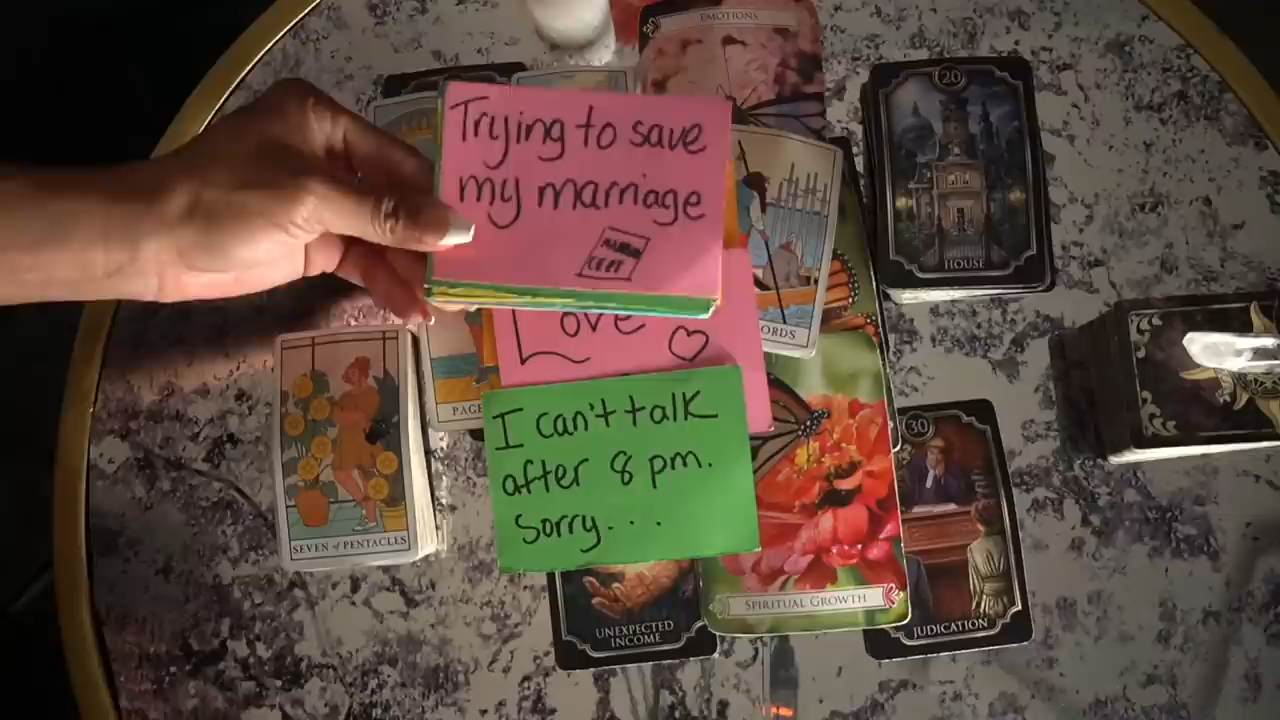 EMOTIONS
Trying to save
my marriage
20
HOUSE
ORDS
Love
PAGE
I can't talk
after 8 pm.
Sorry. . .
SEVEN of PENTACLES
30
SPIRITUAL GROWTH
JUDICATION
UNEXPECTED
INCOME